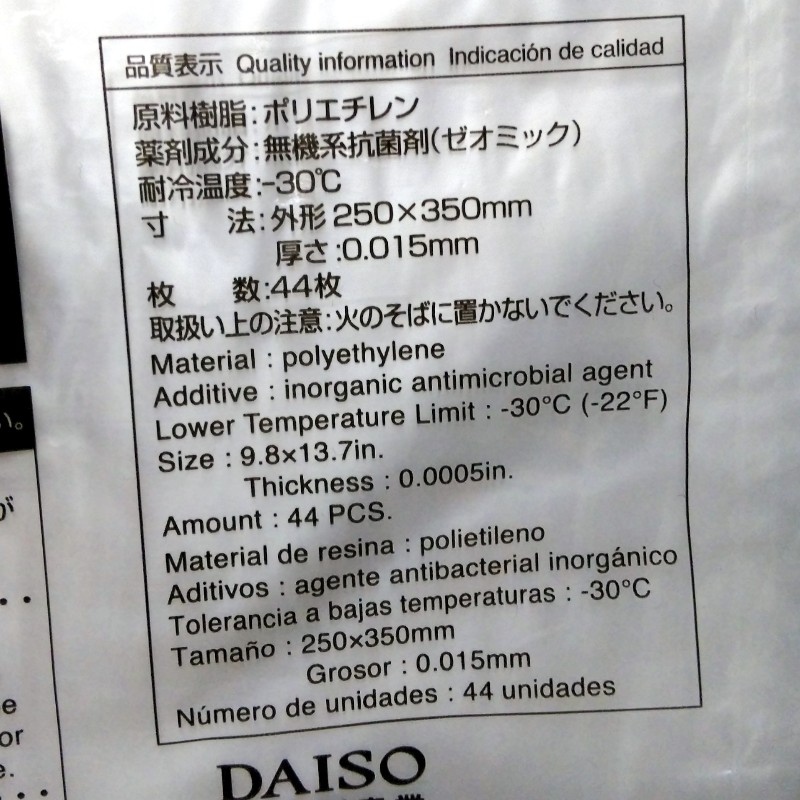 品質表示 Quality information Indicación de calidad
原料樹脂:ポリエチレン
薬剤成分:無機系抗菌剤(ゼオミック)
耐冷温度:-30℃
寸 法:外形 250×350mm
厚さ:0.015mm
枚 数:44枚
取扱い上の注意:火のそばに置かないでください。
Material : polyethylene
Additive : inorganic antimicrobial agent
Lower Temperature Limit : -30°C (-22°F)
Size : 9.8×13.7in.
Thickness : 0.0005in.
Amount : 44 PCS.
Material de resina : polietileno
Aditivos : agente antibacterial inorgánico
Tolerancia a bajas temperaturas : -30°C
Tamaño : 250×350mm
Grosor : 0.015mm
Número de unidades : 44 unidades
DAISO